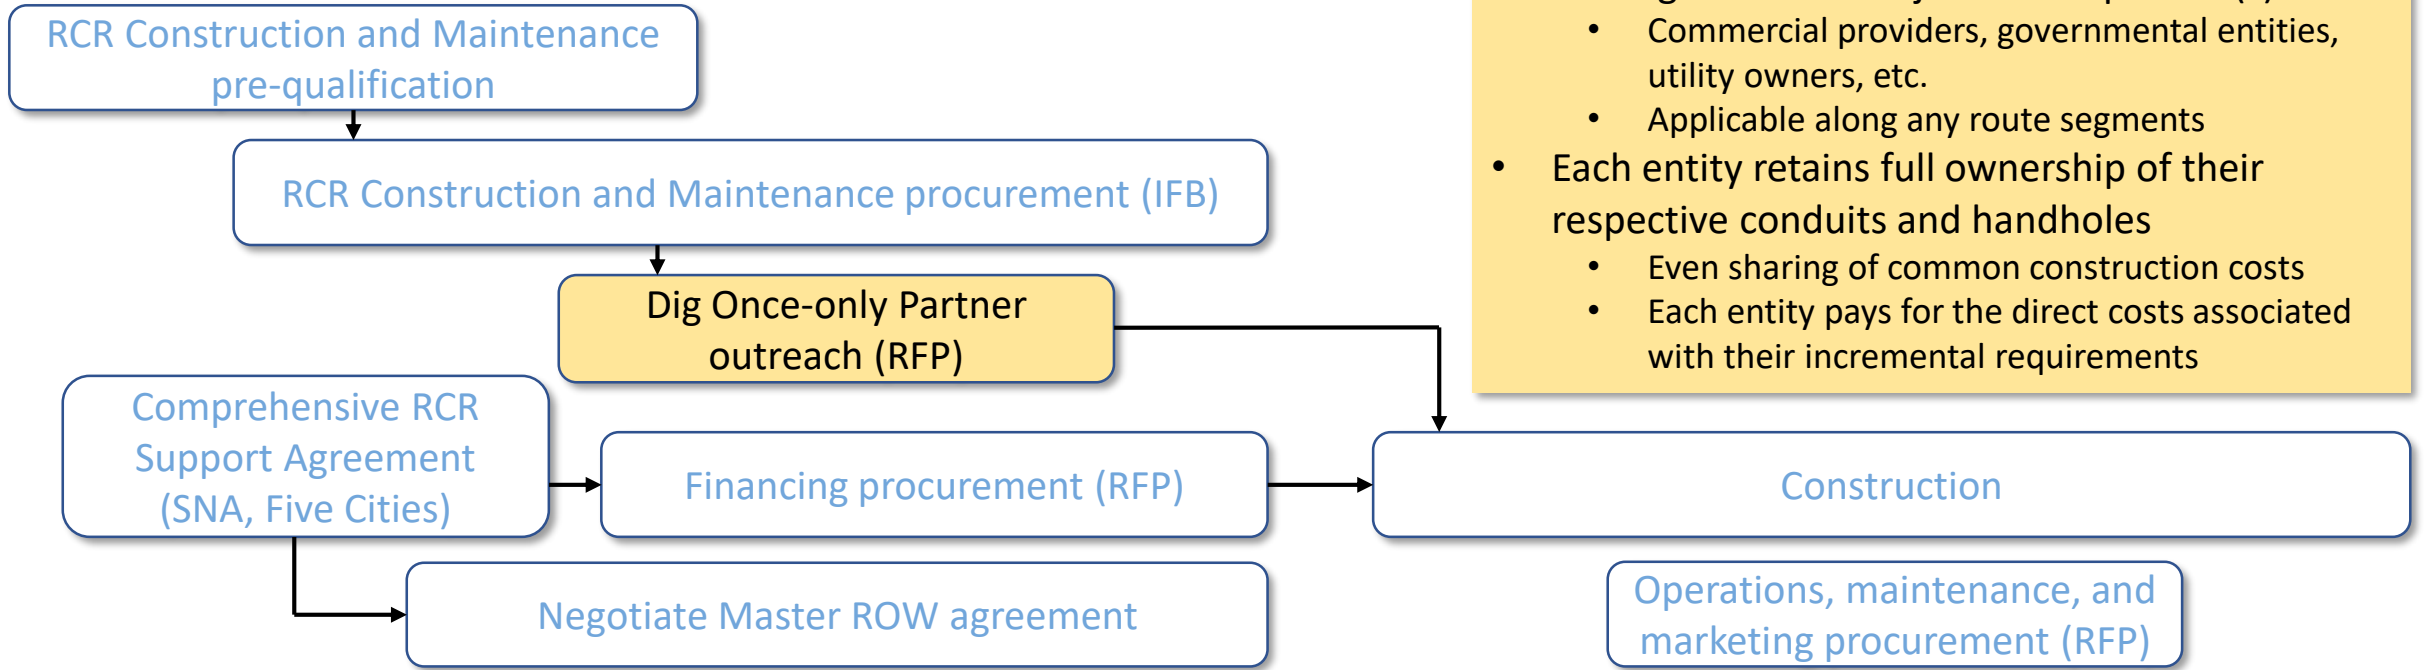 RCR Construction and Maintenance
pre-qualification
RCR Construction and Maintenance procurement (IFB)
Dig Once-only Partner
outreach (RFP)
Comprehensive RCR
Support Agreement
(SNA, Five Cities)
Financing procurement (RFP)
Construction
Negotiate Master ROW agreement
Operations, maintenance, and
marketing procurement (RFP)
• Commercial providers, governmental entities,
utility owners, etc.
• Applicable along any route segments
• Each entity retains full ownership of their
respective conduits and handholes
• Even sharing of common construction costs
• Each entity pays for the direct costs associated
with their incremental requirements